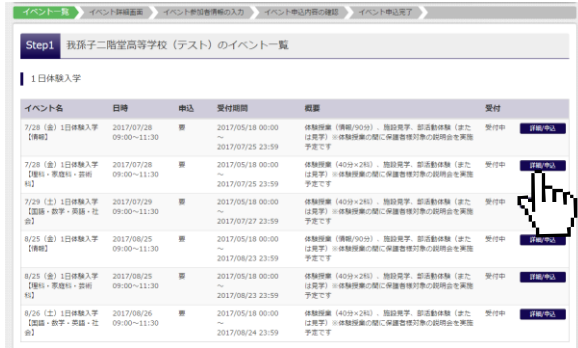 イベント一覧 イベント詳細画面 イベント参加者情報の入力 イベント申込内容の確認 イベント申込完了
Step1 我孫子二階堂高等学校（テスト）のイベント一覧
1日体験入学
イベント名 日時 申込 受付期間 概要 受付
7/28（金）1日体験入学 2017/07/28 要 2017/05/18 00:00 体験授業（情報/90分）、施設見学、部活動体験（また 受付中 詳細/申込
【情報】 09:00～11:30 ～ は見学）※体験授業の間に保護者様対象の説明会を実施
2017/07/25 23:59 予定です
7/28（金）1日体験入学 2017/07/28 要 2017/05/18 00:00 体験授業（40分×2科）、施設見学、部活動体験（また 受付中 詳細/申込
【理科・家庭科・芸術 09:00～11:30 ～ は見学）※体験授業の間に保護者様対象の説明会を実施
科】 2017/07/25 23:59 予定です
7/29（土）1日体験入学 2017/07/29 要 2017/05/18 00:00 体験授業（40分×2科）、施設見学、部活動体験（また 受付中
【国語・数学・英語・社 09:00～11:30 ～ は見学）※体験授業の間に保護者様対象の説明会を実施
会】 2017/07/27 23:59 予定です
8/25（金）1日体験入学 2017/08/25 要 2017/05/18 00:00 体験授業（情報/90分）、施設見学、部活動体験（また 受付中 詳細/申込
【情報】 09:00～11:30 ～ は見学）※体験授業の間に保護者様対象の説明会を実施
2017/08/23 23:59 予定です
8/25（金）1日体験入学 2017/08/25 要 2017/05/18 00:00 体験授業（40分×2科）、施設見学、部活動体験（また 受付中 詳細/申込
【理科・家庭科・芸術 09:00～11:30 ～ は見学）※体験授業の間に保護者様対象の説明会を実施
科】 2017/08/23 23:59 予定です
8/26（土）1日体験入学 2017/08/26 要 2017/05/18 00:00 体験授業（40分×2科）、施設見学、部活動体験（また 受付中 詳細/申込
【国語・数学・英語・社 09:00～11:30 ～ は見学）※体験授業の間に保護者様対象の説明会を実施
会】 2017/08/24 23:59 予定です